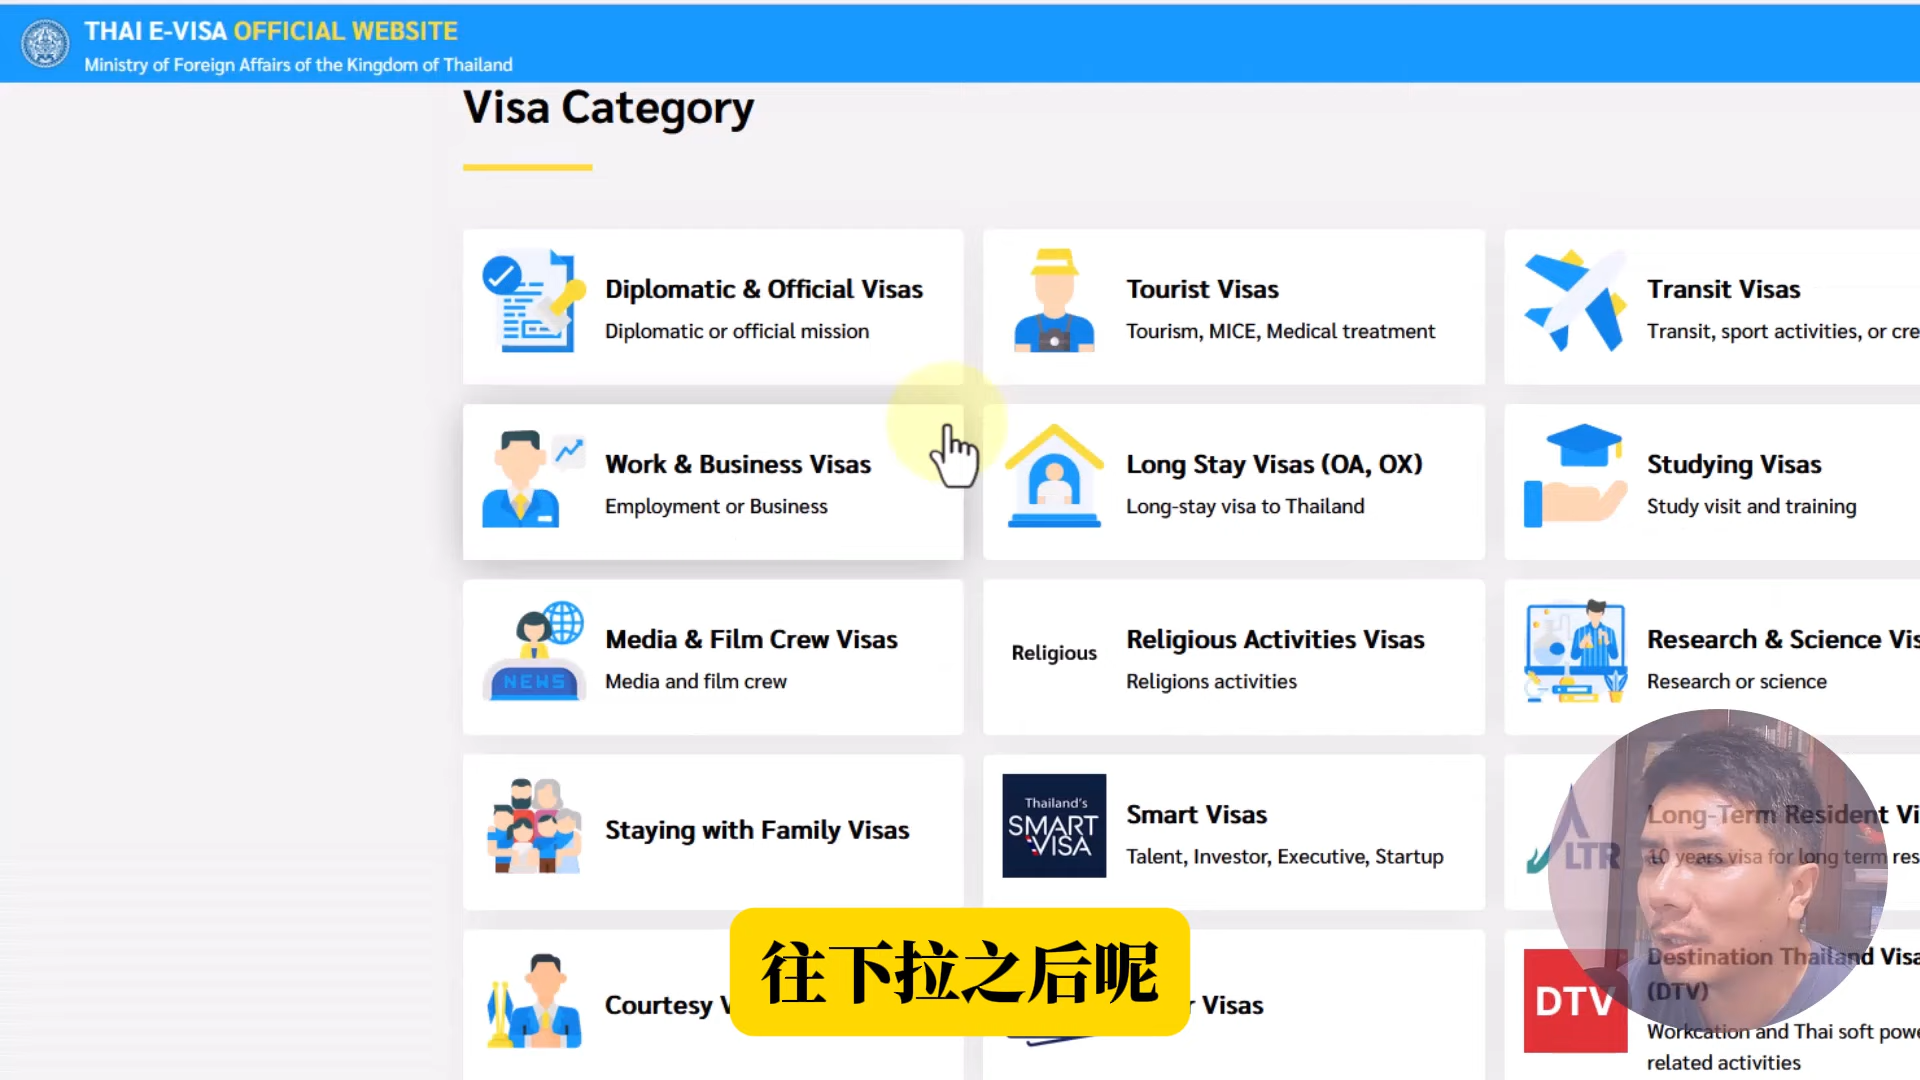 THAI E-VISA OFFICIAL WEBSITE
Ministry of Foreign Affairs of the Kingdom of Thailand
Visa Category
Diplomatic & Official Visas
Diplomatic or official mission
Tourist Visas
Tourism, MICE, Medical treatment
Transit Visas
Transit, sport activities, or
Work & Business Visas
Employment or Business
Long Stay Visas (OA, OX)
Long-stay visa to Thailand
Studying Visas
Study visit and training
NEWS
Media & Film Crew Visas
Media and film crew
Religious
Religious Activities Visas
Religions activities
Research & Science
Research or science
Staying with Family Visas
Thailand's
SMART
VISA
Smart Visas
Talent, Investor, Executive, Startup
LTR
Long-Term Resident
10 years visa for long term
Courtesy
Visas
DTV
Destination Thailand Visa
(DTV)
Workcation and Thai soft
related activities
往下拉之后呢